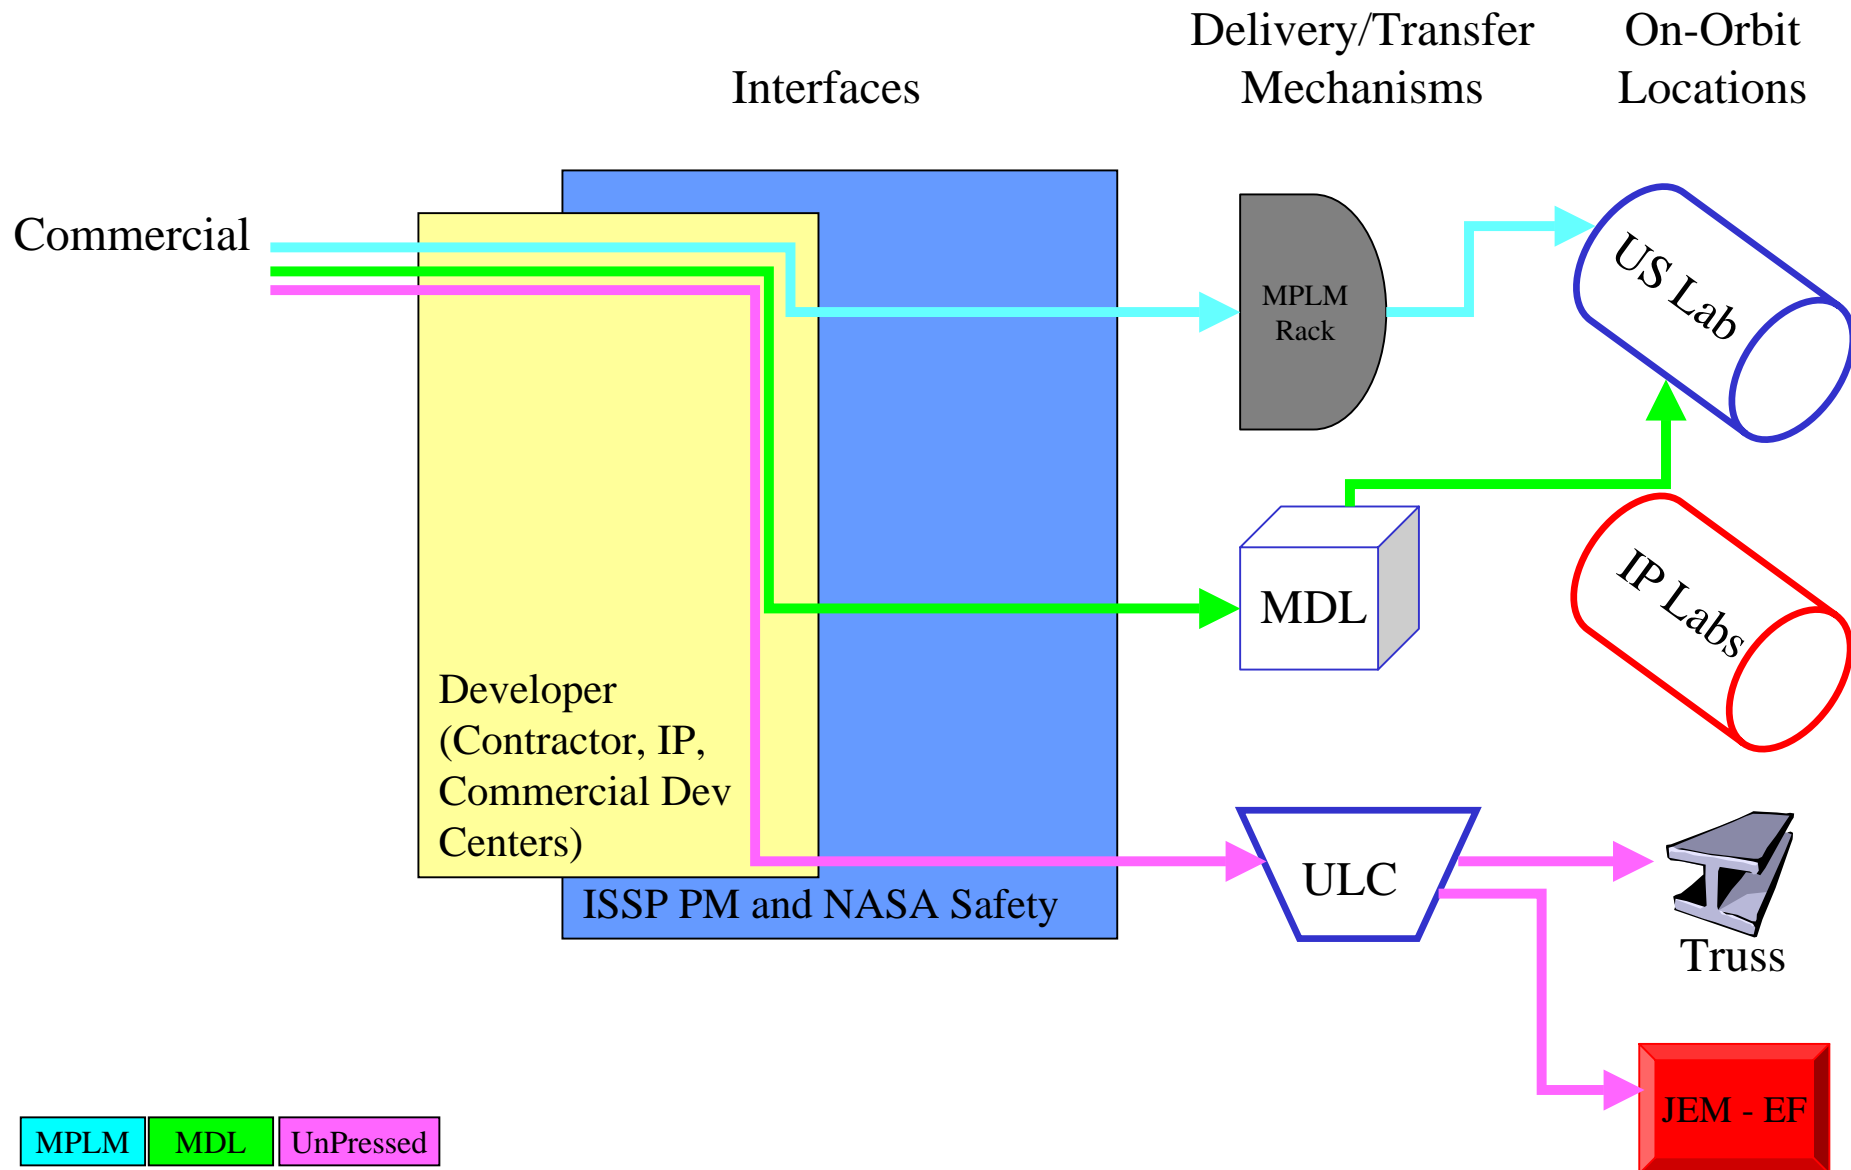 Delivery/Transfer
Mechanisms
On-Orbit
Locations
Interfaces
Commercial
MPLM
Rack
US Lab
MDL
IP Labs
Developer
(Contractor, IP,
Commercial Dev
Centers)
ISSP PM and NASA Safety
ULC
Truss
JEM - EF
MPLM
MDL
UnPressed